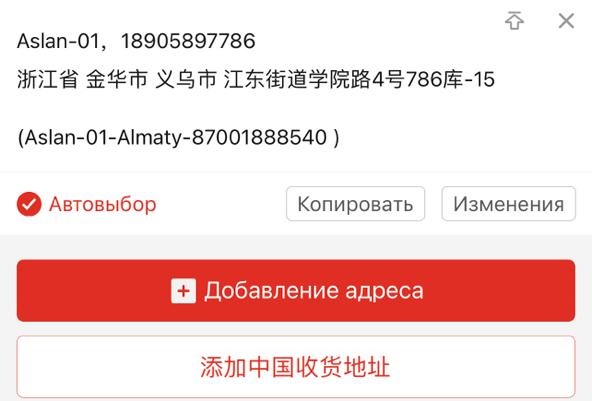 Aslan-01，18905897786
浙江省 金华市 义乌市 江东街道学院路4号786库-15
(Aslan-01-Almaty-87001888540 )
Автовыбор
Копировать
Изменения
Добавление адреса
添加中国收货地址